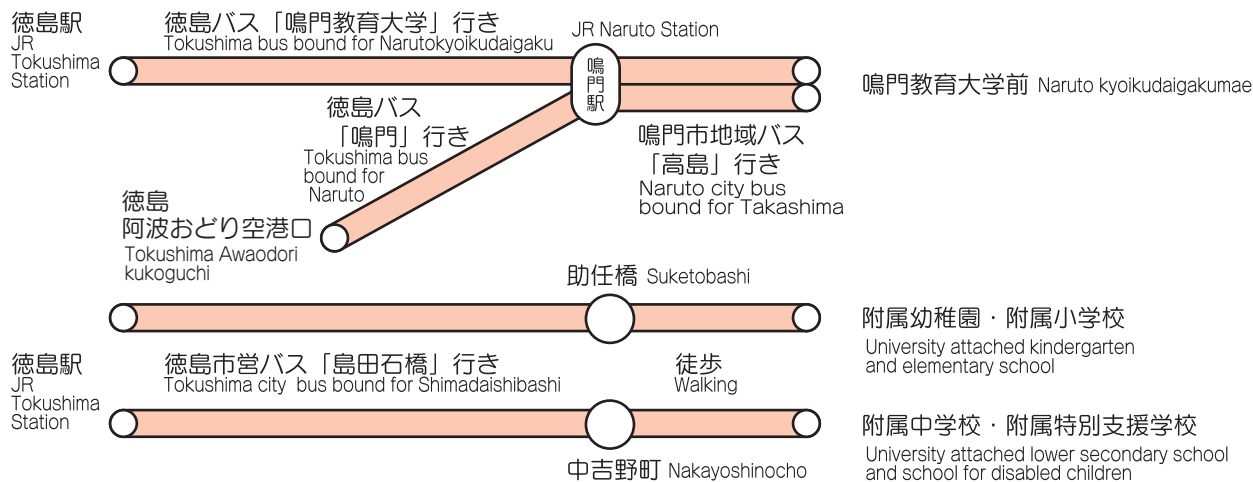 徳島駅
JR
Tokushima
Station
徳島バス「鳴門教育大学」行き
Tokushima bus bound for Narutokyoikudaigaku
JR Naruto Station
鳴門駅
鳴門教育大学前 Naruto kyoikudaigakumae
徳島バス
「鳴門」行き
Tokushima bus
bound for
Naruto
鳴門市地域バス
「高島」行き
Naruto city bus
bound for Takashima
徳島
阿波おどり空港口
Tokushima Awaodori
kukoguchi
助任橋 Suketobashi
附属幼稚園・附属小学校
University attached kindergarten
and elementary school
徳島駅
JR
Tokushima
Station
徳島市営バス「島田石橋」行き
Tokushima city bus bound for Shimadaishibashi
徒歩
Walking
附属中学校・附属特別支援学校
University attached lower secondary school
and school for disabled children
中吉野町 Nakayoshinocho